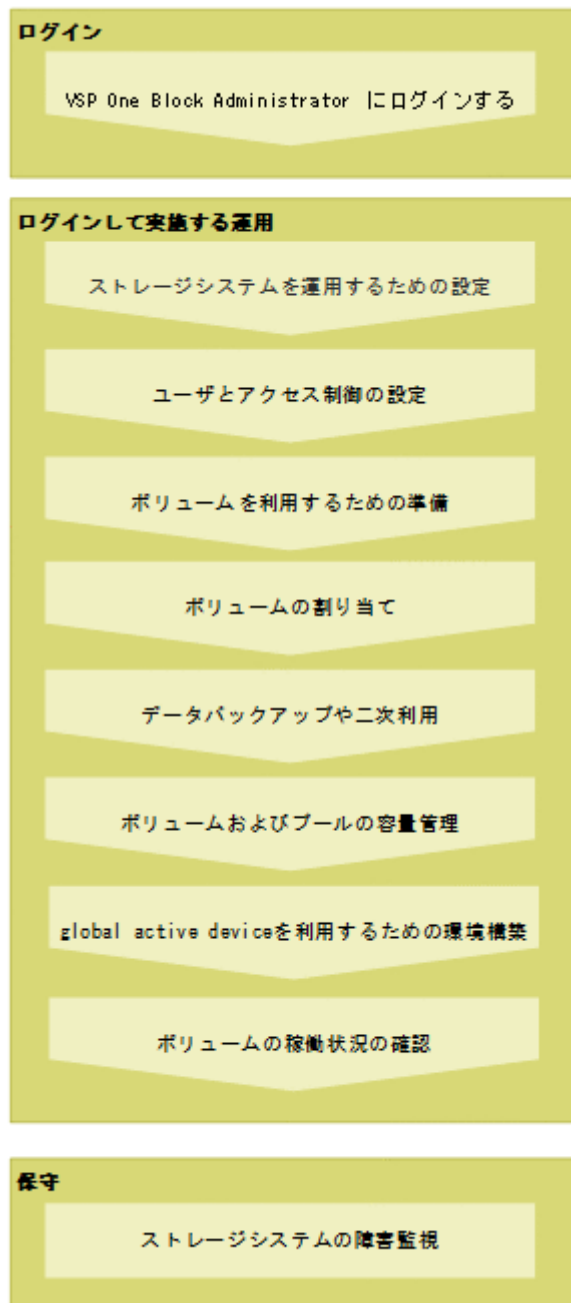 ログイン
VSP One Block Administrator にログインする
ログインして実施する運用
ストレージシステムを運用するための設定
ユーザとアクセス制御の設定
ボリュームを利用するための準備
ボリュームの割り当て
データバックアップや二次利用
ボリュームおよびプールの容量管理
global active deviceを利用するための環境構築
ボリュームの稼働状況の確認
保守
ストレージシステムの障害監視